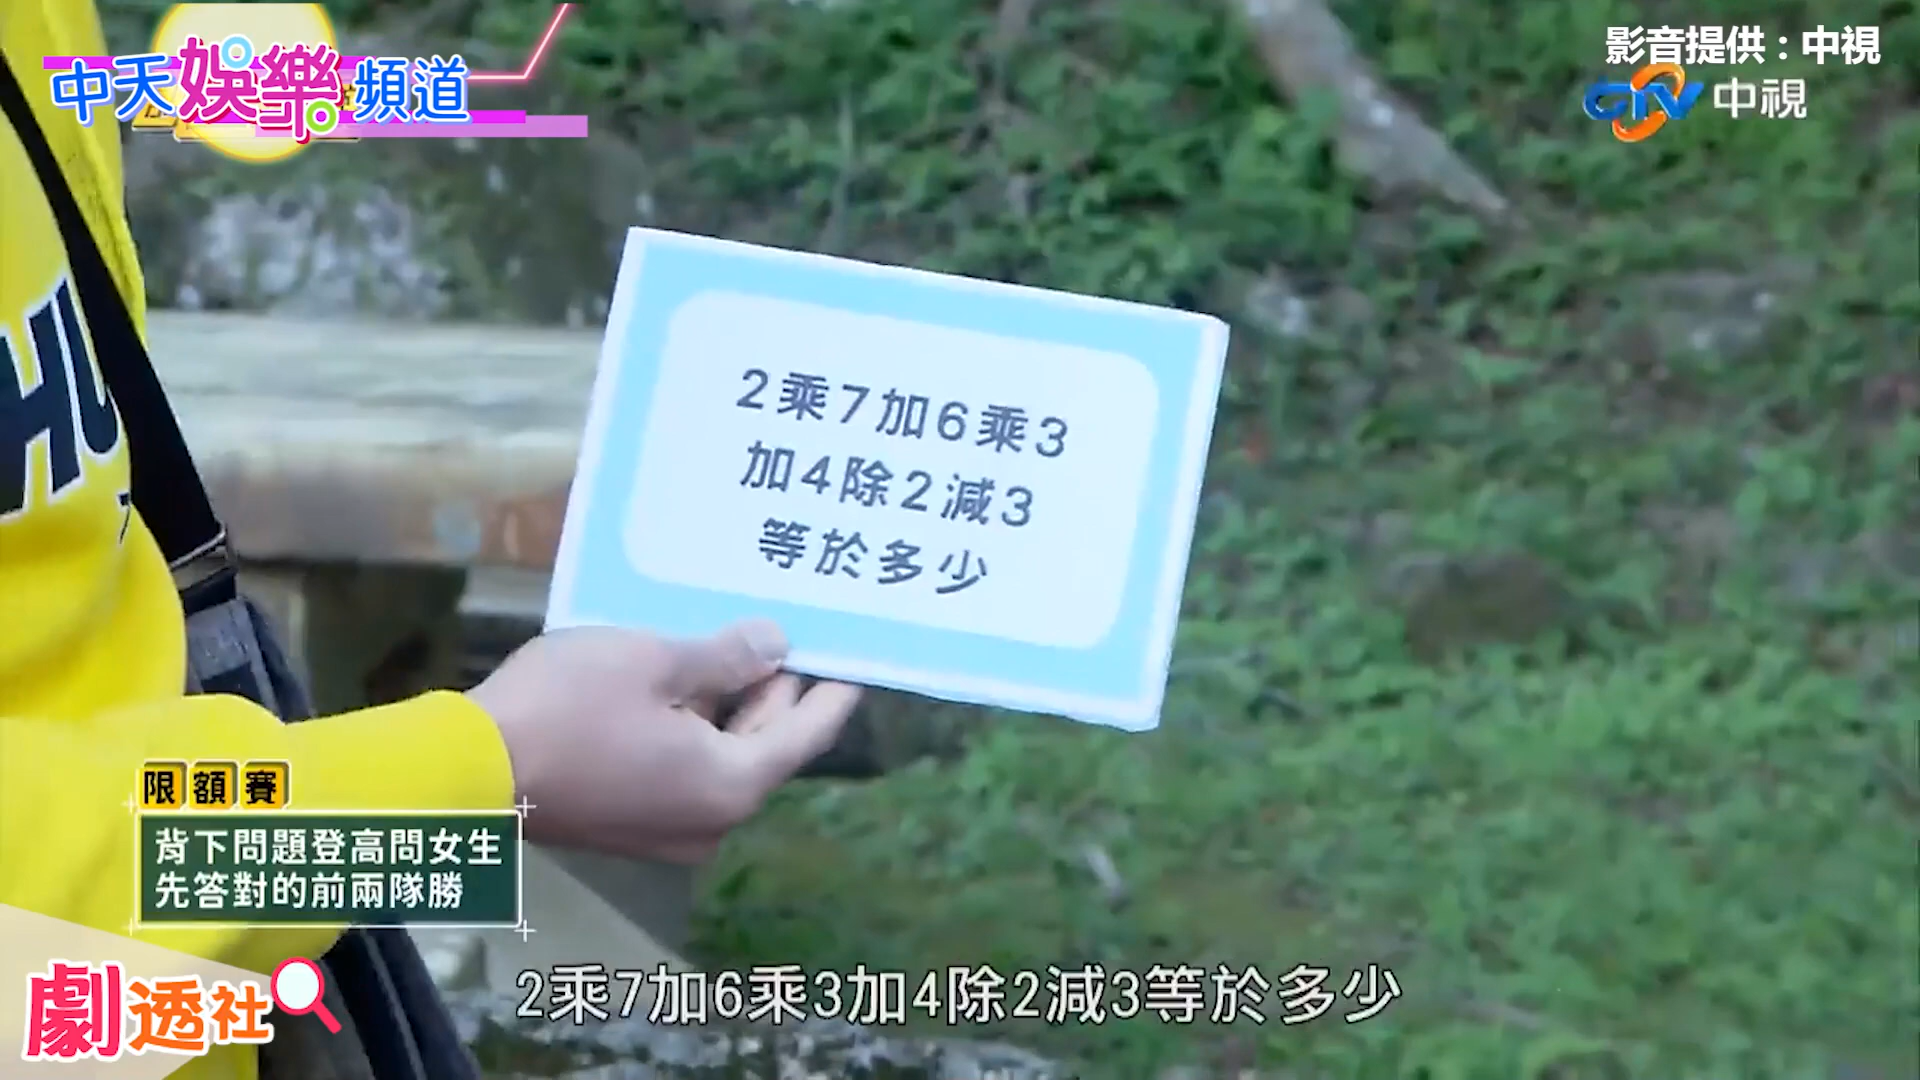 中天娛樂頻道
影音提供：中視
CTV 中視
HU
7
2乘7加6乘3
加4除2減3
等於多少
限額賽
背下問題登高問女生
先答對的前兩隊勝
2乘7加6乘3加4除2減3等於多少
劇透社